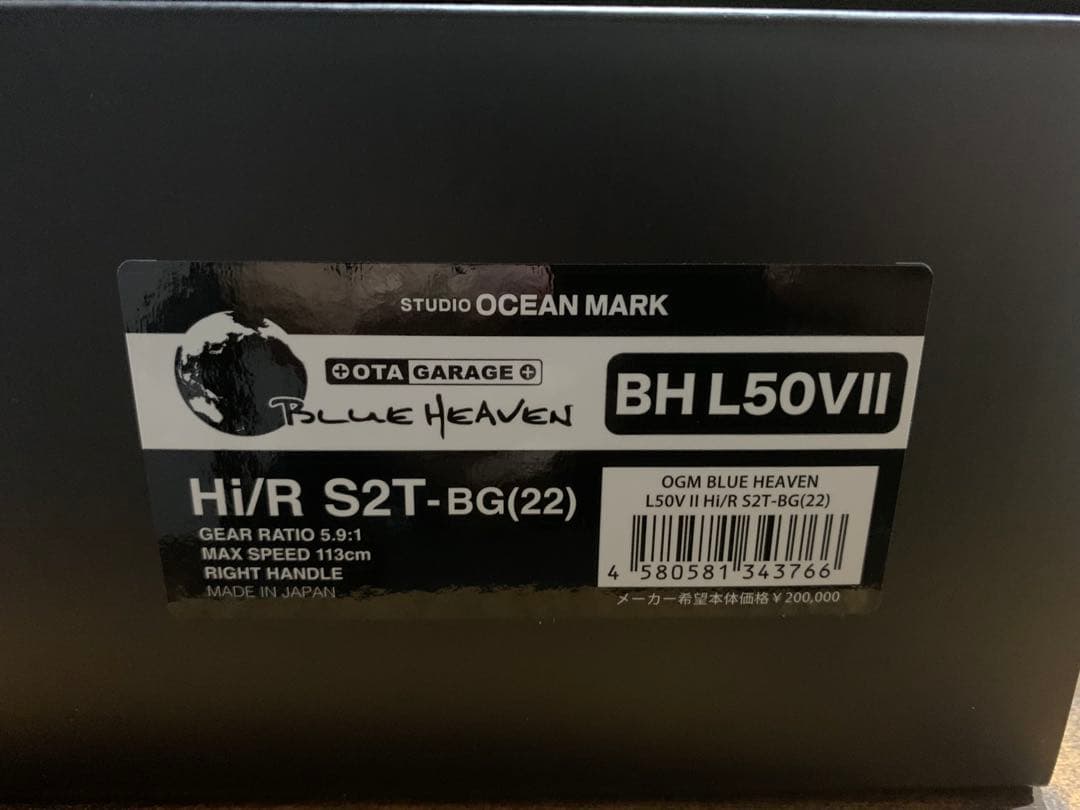 STUDIO OCEAN MARK
OTA GARAGE
BLUE HEAVEN
BH L50VII
Hi/R S2T-BG(22)
GEAR RATIO 5.9:1
MAX SPEED 113cm
RIGHT HANDLE
MADE IN JAPAN
OGM BLUE HEAVEN
L50V II Hi/R S2T-BG(22)
4 580581 343766
メーカー希望本体価格￥200,000